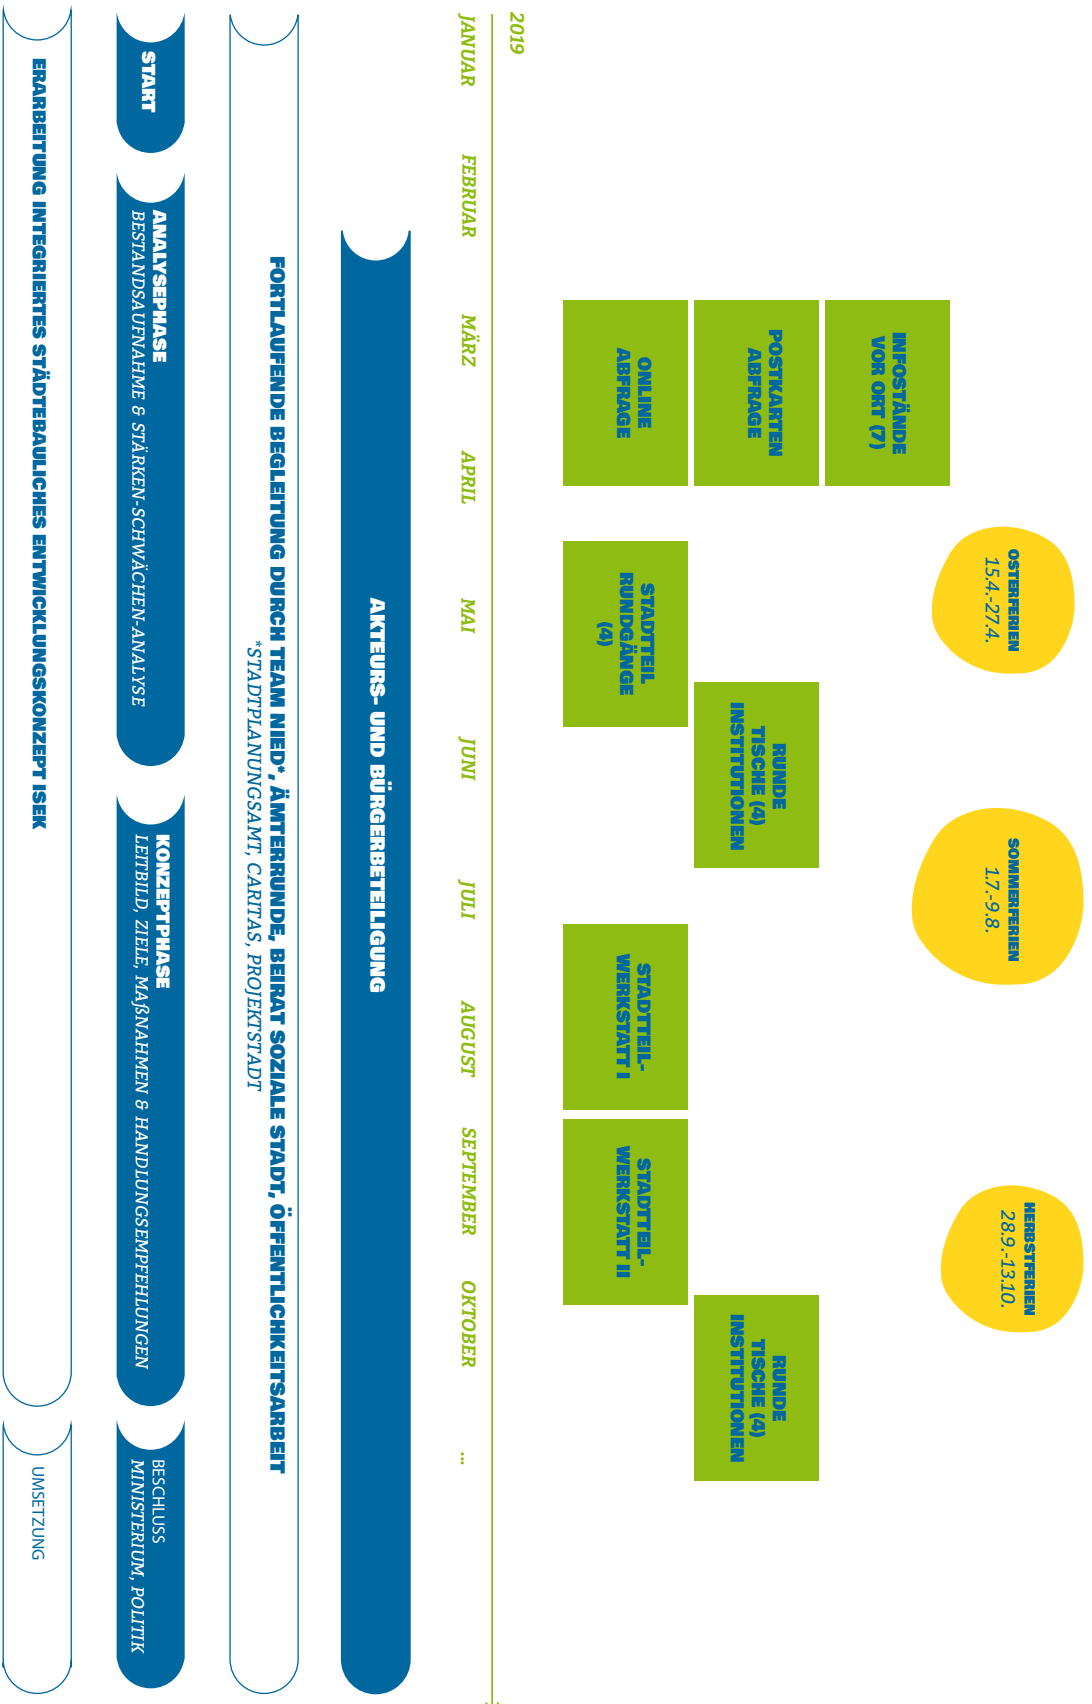 OSTERFERIEN
15.4.-27.4.
SOMMERFERIEN
1.7.-9.8.
HERBSTFERIEN
28.9.-13.10.
INFOSTÄNDE
VOR ORT (7)
POSTKARTEN
ABFRAGE
RUNDE
TISCHE (4)
INSTITUTIONEN
RUNDE
TISCHE (4)
INSTITUTIONEN
ONLINE
ABFRAGE
STADTTEIL
RUNDGÄNGE
(4)
STADTTEIL-
WERKSTATT I
STADTTEIL-
WERKSTATT II
2019
JANUAR FEBRUAR MÄRZ APRIL MAI JUNI JULI AUGUST SEPTEMBER OKTOBER ...
AKTEURS- UND BÜRGERBETEILIGUNG
FORTLAUFENDE BEGLEITUNG DURCH TEAM NIED*, ÄMTERRUNDE, BEIRAT SOZIALE STADT, ÖFFENTLICHKEITSARBEIT
*STADTPLANUNGSAMT, CARITAS, PROJEKTSTADT
START
ANALYSEPHASE
BESTANDSAUFNAHME & STÄRKEN-SCHWÄCHEN-ANALYSE
KONZEPTPHASE
LEITBILD, ZIELE, MAßNAHMEN & HANDLUNGSEMPFEHLUNGEN
BESCHLUSS
MINISTERIUM, POLITIK
ERARBEITUNG INTEGRIERTES STÄDTEBAULICHES ENTWICKLUNGSKONZEPT ISEK
UMSETZUNG